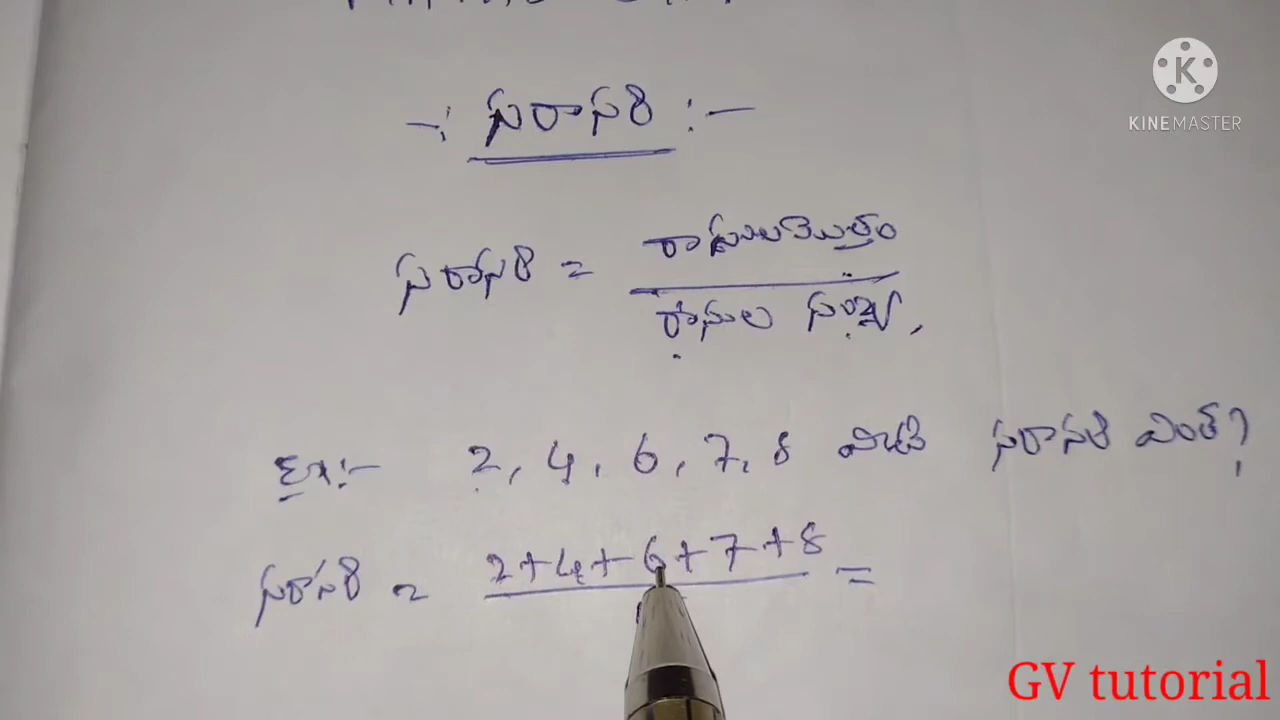 -: సరాసరి :-
KINEMASTER
సరాసరి = రాశులమొత్తం
రాసుల సంఖ్య,
ఉదా:- 2, 4, 6, 7, 8 వీటి సరాసరి ఎంత?
సరాసరి = 2+4+6+7+8 =
GV tutorial